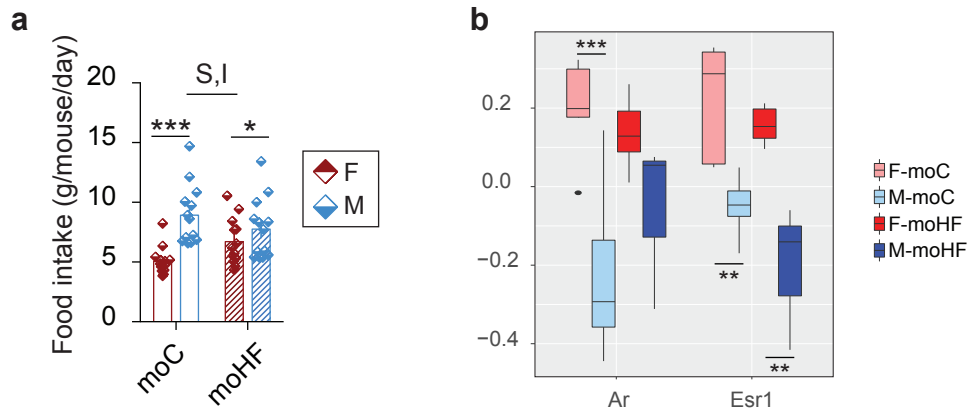 a
Food intake (g/mouse/day)
20
15
10
5
0
S,I
***
*
moC
moHF
F
M
b
0.2
0.0
−0.2
−0.4
***
**
**
Ar
Esr1
F-moC
M-moC
F-moHF
M-moHF